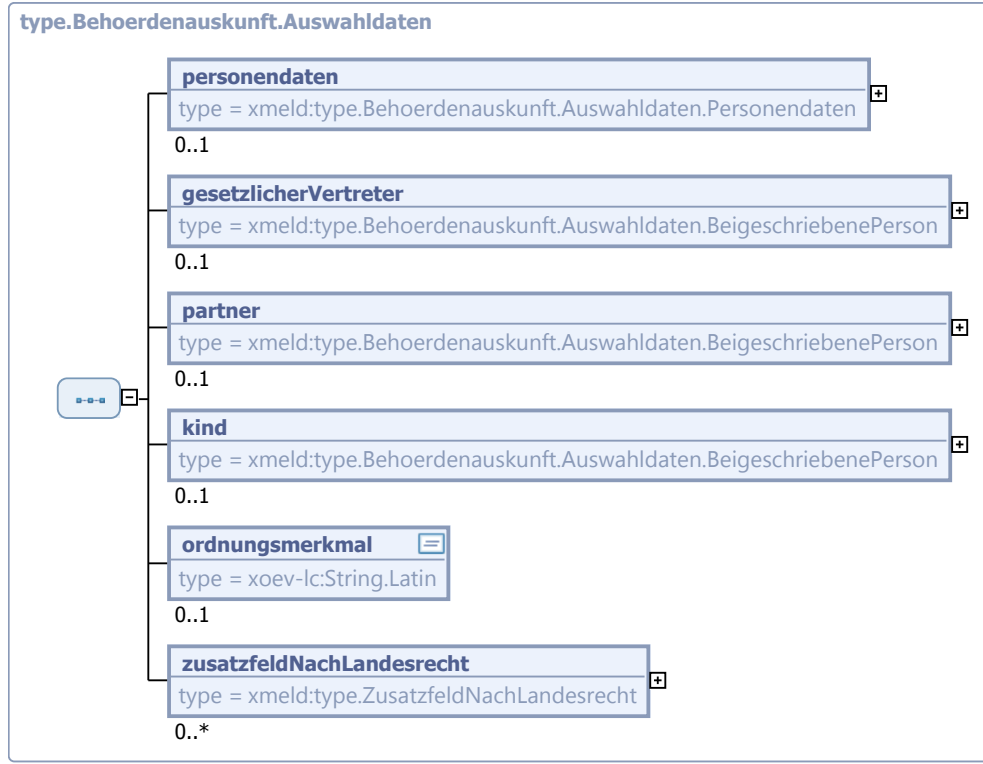 type.Behoerdenauskunft.Auswahldaten
personendaten
type = xmeld:type.Behoerdenauskunft.Auswahldaten.Personendaten
0..1
gesetzlicherVertreter
type = xmeld:type.Behoerdenauskunft.Auswahldaten.BeigeschriebenePerson
0..1
partner
type = xmeld:type.Behoerdenauskunft.Auswahldaten.BeigeschriebenePerson
0..1
kind
type = xmeld:type.Behoerdenauskunft.Auswahldaten.BeigeschriebenePerson
0..1
ordnungsmerkmal
type = xoev-lc:String.Latin
0..1
zusatzfeldNachLandesrecht
type = xmeld:type.ZusatzfeldNachLandesrecht
0..*